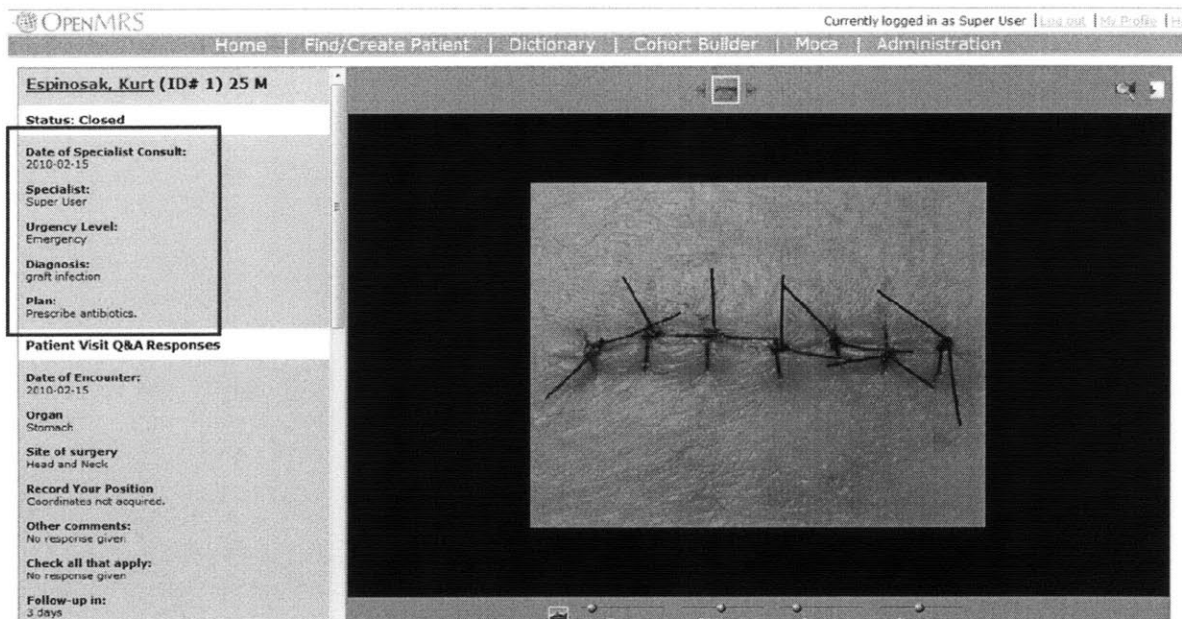 OPENMRS
Currently logged in as Super User | Log out | My Profile | H
Home | Find/Create Patient | Dictionary | Cohort Builder | Moca | Administration
Espinosak, Kurt (ID# 1) 25 M
Status: Closed
Date of Specialist Consult:
2010-02-15
Specialist:
Super User
Urgency Level:
Emergency
Diagnosis:
graft infection
Plan:
Prescribe antibiotics.
Patient Visit Q&A Responses
Date of Encounter:
2010-02-15
Organ
Stomach
Site of surgery
Head and Neck
Record Your Position
Coordinates not acquired.
Other comments:
No response given
Check all that apply:
No response given
Follow-up in:
3 days